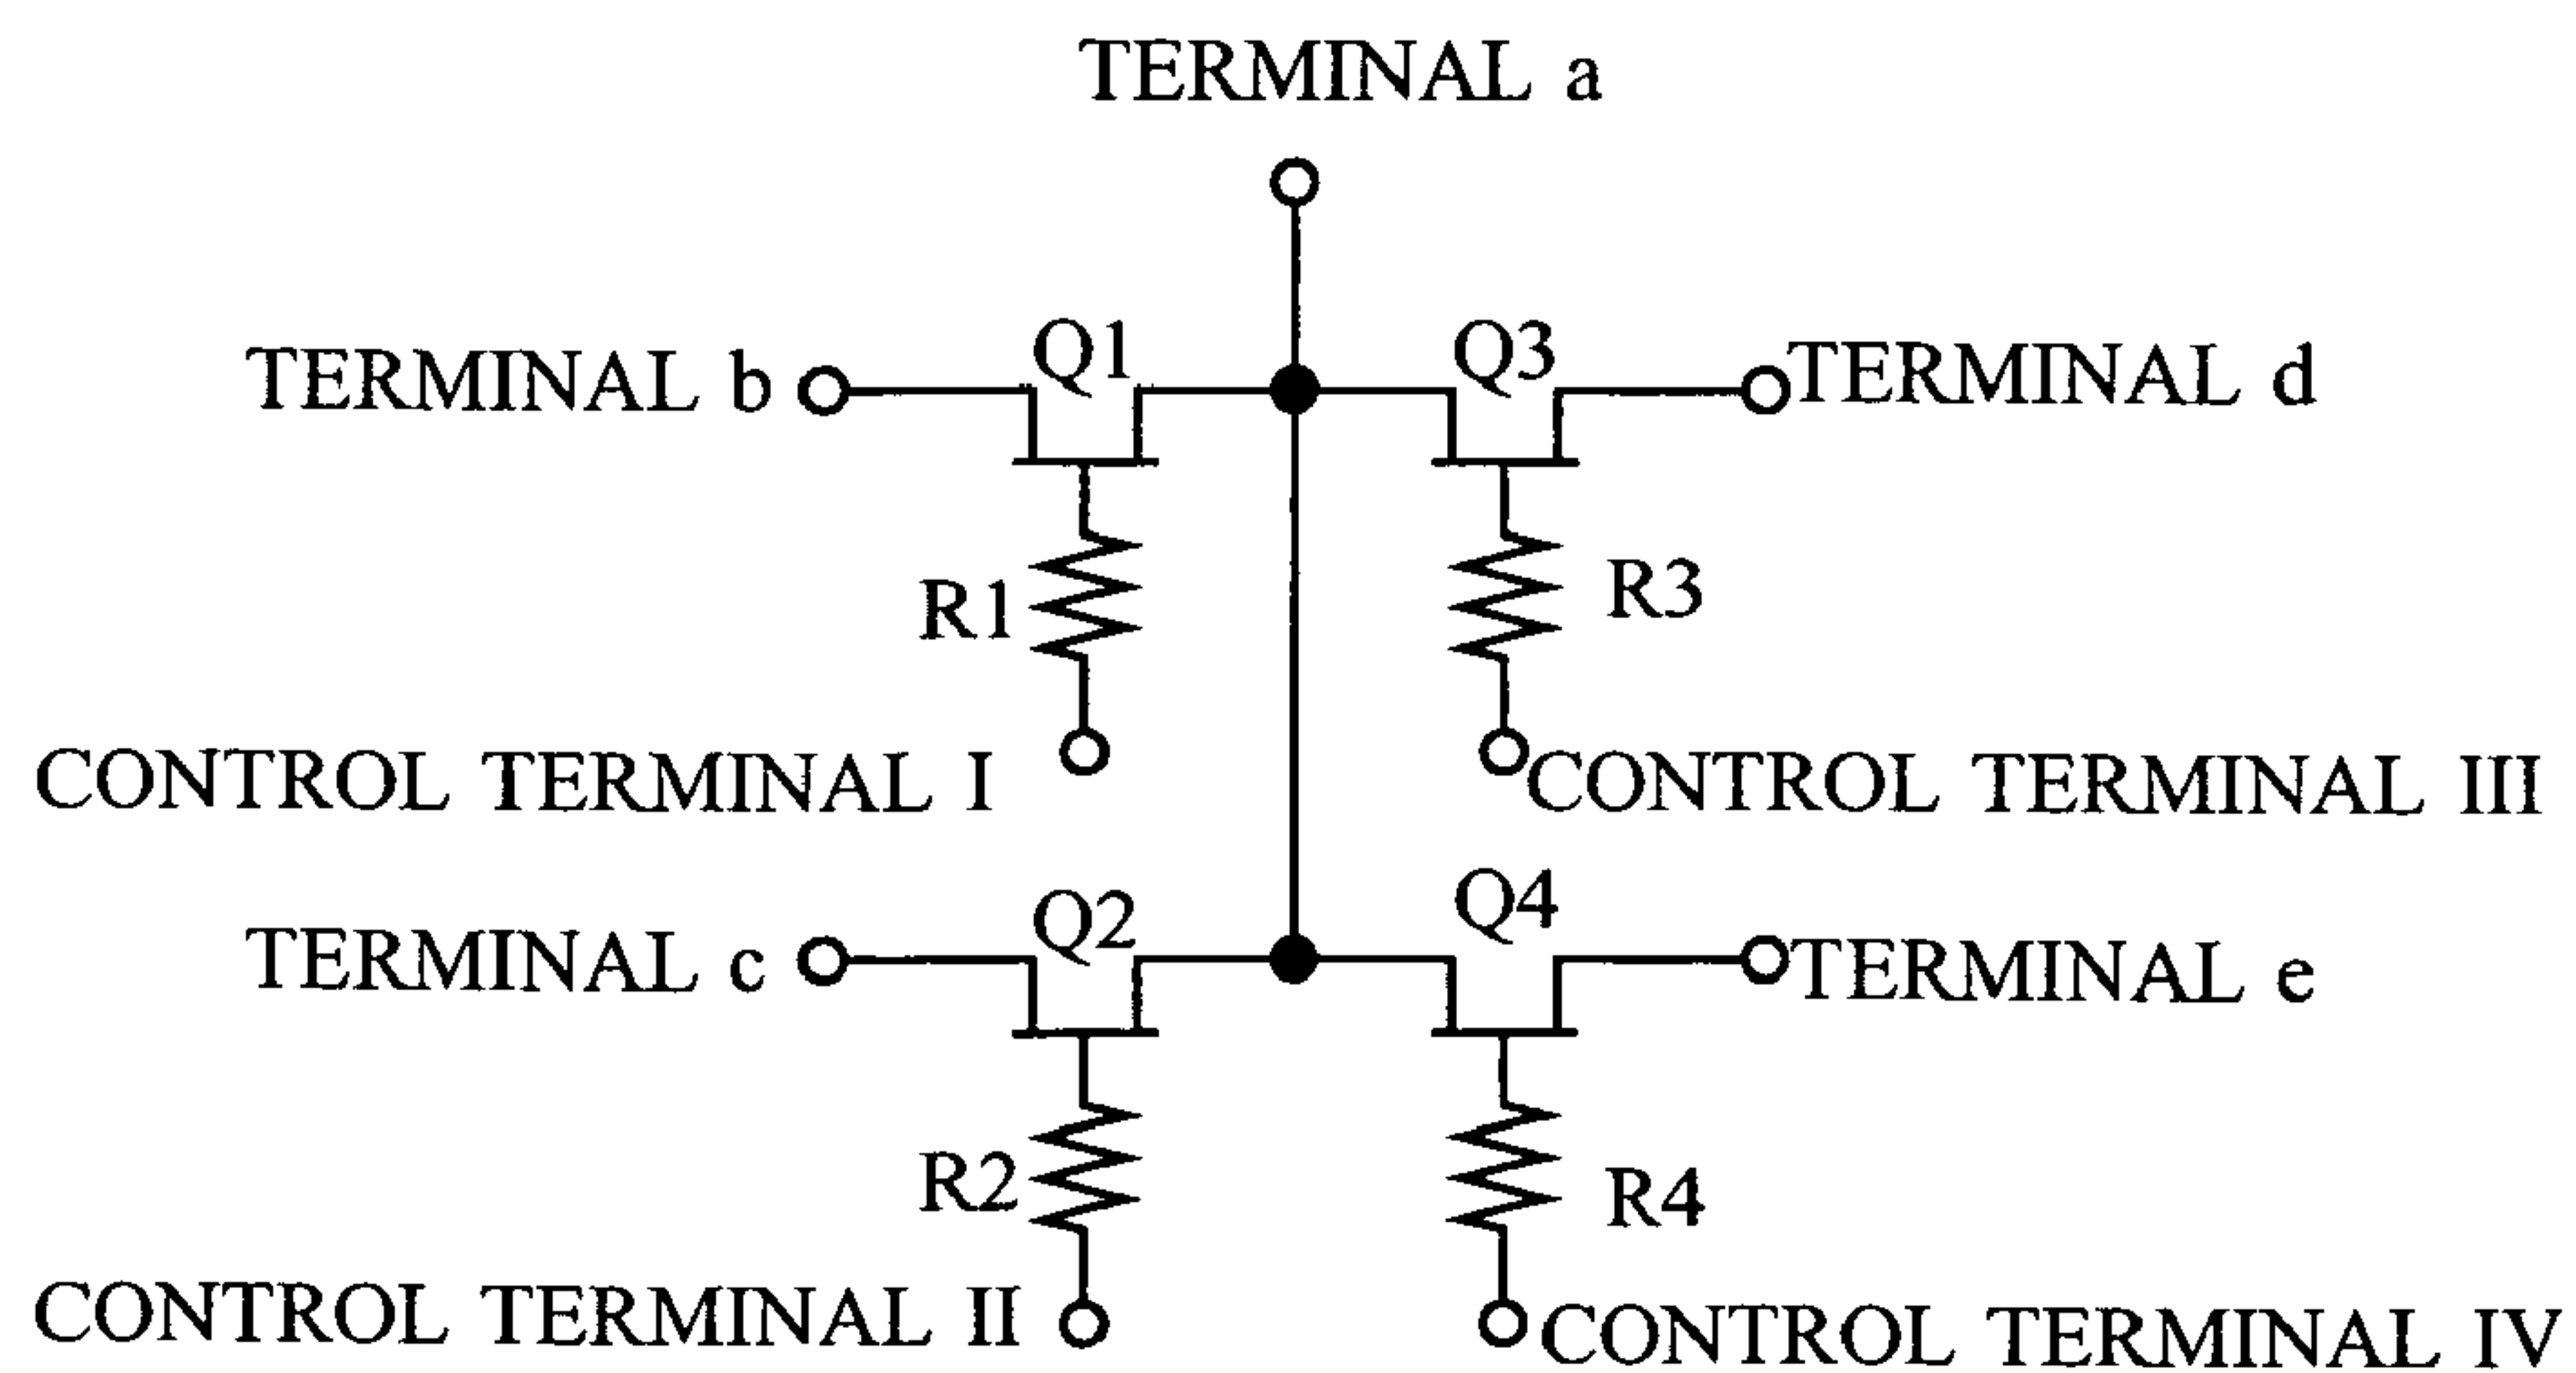 TERMINAL a
Q1
Q3
TERMINAL b
TERMINAL d
R1
R3
CONTROL TERMINAL I
CONTROL TERMINAL III
Q2
Q4
TERMINAL c
TERMINAL e
R2
R4
CONTROL TERMINAL II
CONTROL TERMINAL IV